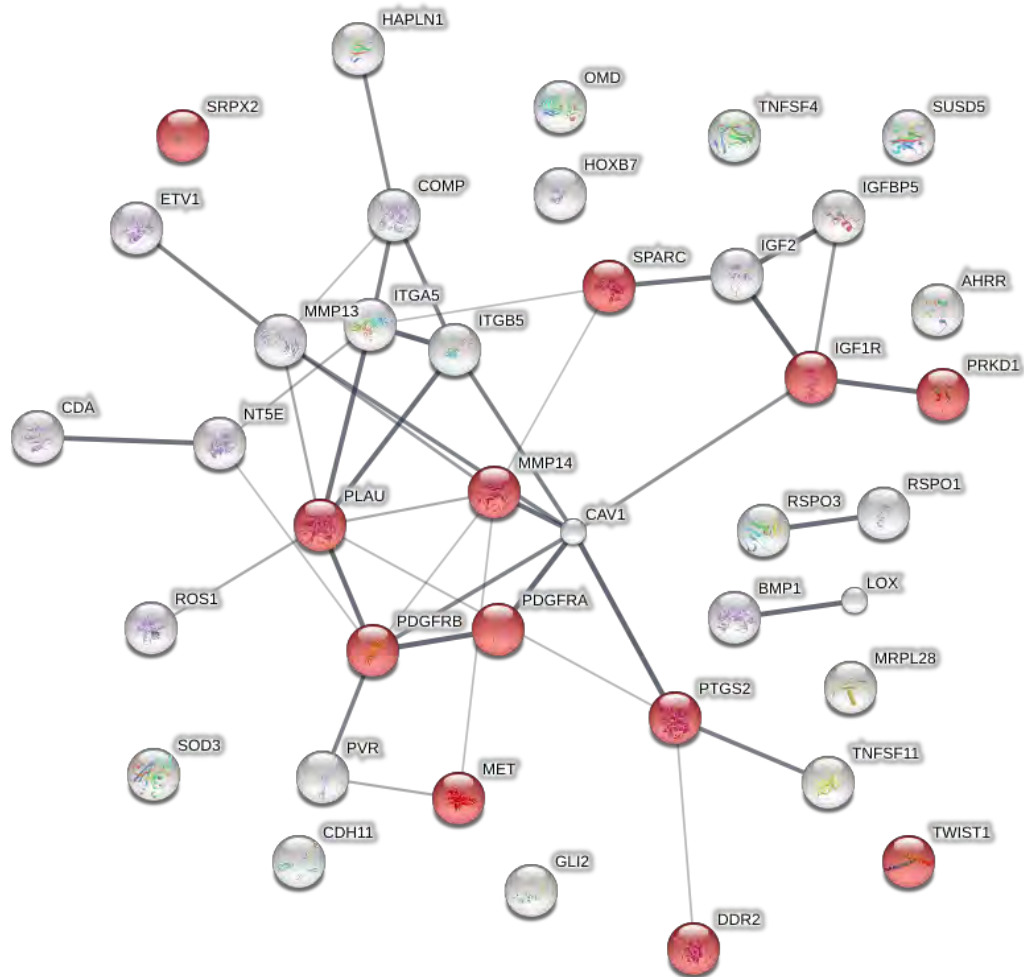 HAPLN1
OMD
SRPX2
TNFSF4
SUSD5
HOXB7
ETV1
COMP
IGFBP5
IGF2
SPARC
AHRR
ITGA5
MMP13
ITGB5
IGF1R
PRKD1
CDA
NT5E
MMP14
PLAU
CAV1
RSPO3
RSPO1
ROS1
PDGFRB
PDGFRA
BMP1
LOX
MRPL28
PTGS2
SOD3
PVR
MET
TNFSF11
CDH11
TWIST1
GLI2
DDR2